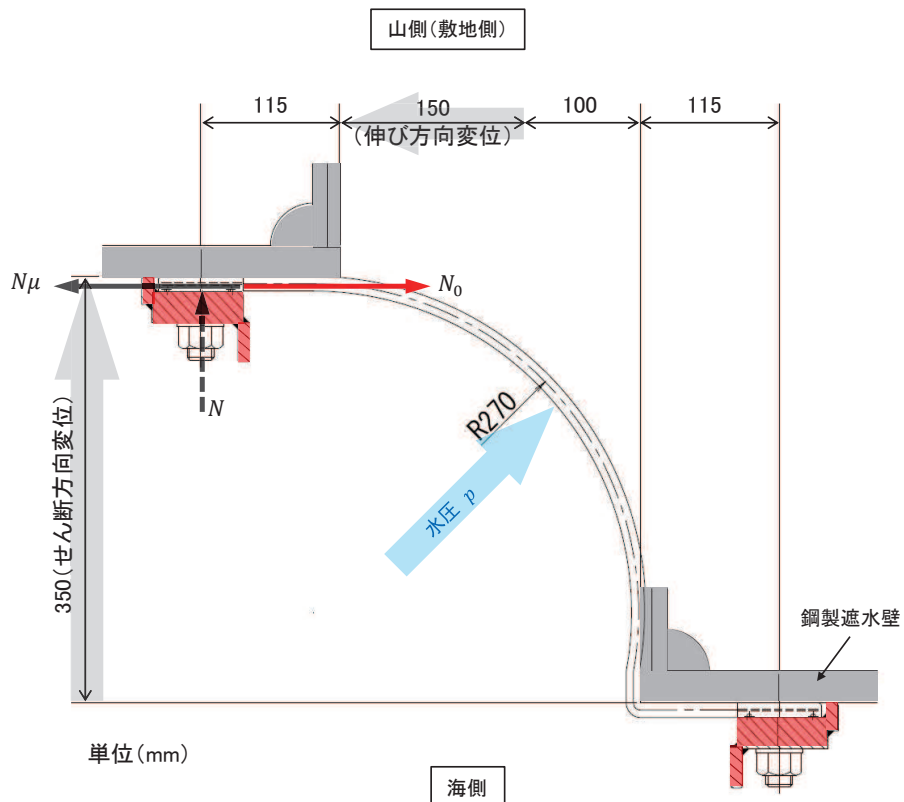 山側(敷地側)
115
150
100
115
(伸び方向変位)
Nμ
N₀
N
R270
水圧 p
350(せん断方向変位)
鋼製遮水壁
単位(mm)
海側